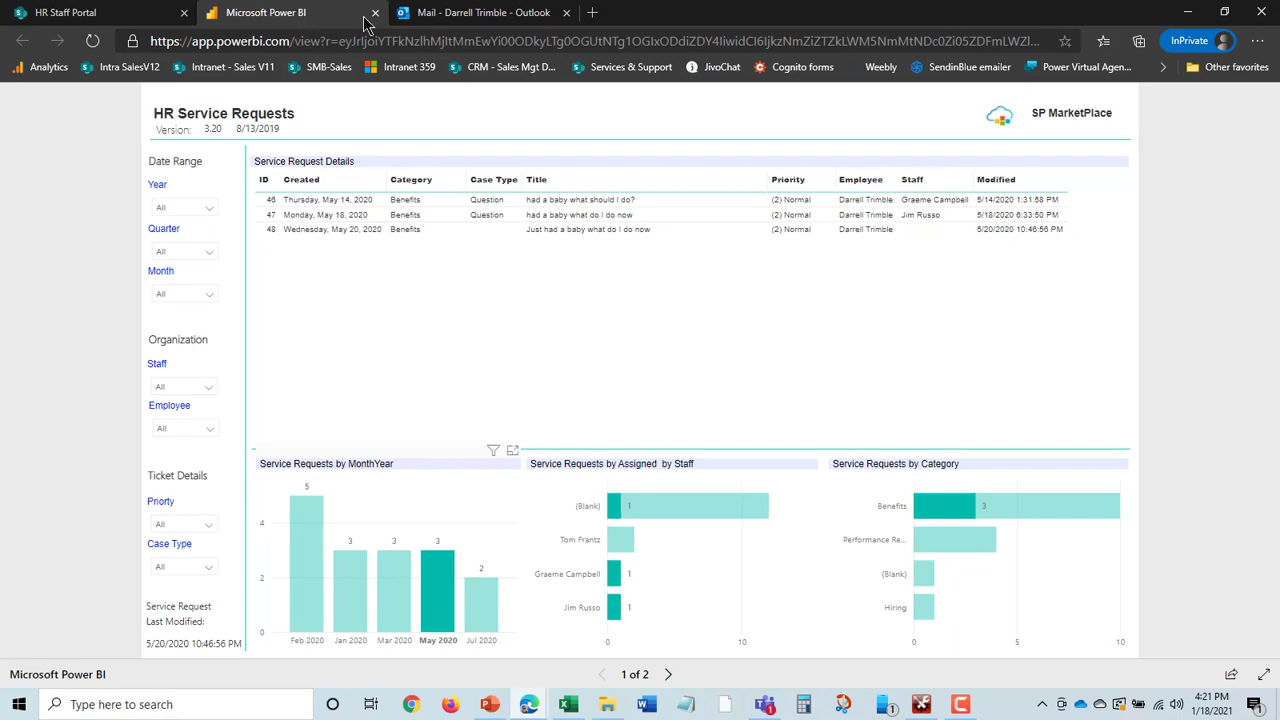 HR Staff Portal
Microsoft Power BI
Mail - Darrell Trimble - Outlook
InPrivate
Analytics
Intra SalesV12
Intranet - Sales V11
SMB-Sales
Intranet 359
CRM - Sales Mgt D...
Services & Support
JivoChat
Cognito forms
Weebly
SendinBlue emailer
Power Virtual Agen...
Other favorites
HR Service Requests
Version: 3.20 8/13/2019
SP MarketPlace
Date Range
Year
All
Quarter
All
Month
All
Organization
Staff
All
Employee
All
Ticket Details
Priorty
All
Case Type
All
Service Request
Last Modified:
5/20/2020 10:46:56 PM
Service Request Details
ID Created Category Case Type Title Priority Employee Staff Modified
46 Thursday, May 14, 2020 Benefits Question had a baby what should I do? (2) Normal Darrell Trimble Graeme Campbell 5/14/2020 1:31:58 PM
47 Monday, May 18, 2020 Benefits Question had a baby what do I do now (2) Normal Darrell Trimble Jim Russo 5/18/2020 6:33:50 PM
48 Wednesday, May 20, 2020 Benefits Just had a baby what do I do now (2) Normal Darrell Trimble 5/20/2020 10:46:56 PM
Service Requests by MonthYear
5
3
3
3
2
4
2
0
Feb 2020 Jan 2020 Mar 2020 May 2020 Jul 2020
Service Requests by Assigned by Staff
(Blank) 1
Tom Frantz
Graeme Campbell 1
Jim Russo 1
0 10
Service Requests by Category
Benefits 3
Performance Re...
(Blank)
Hiring
0 5 10
Microsoft Power BI
1 of 2
Type here to search
4:21 PM
1/18/2021